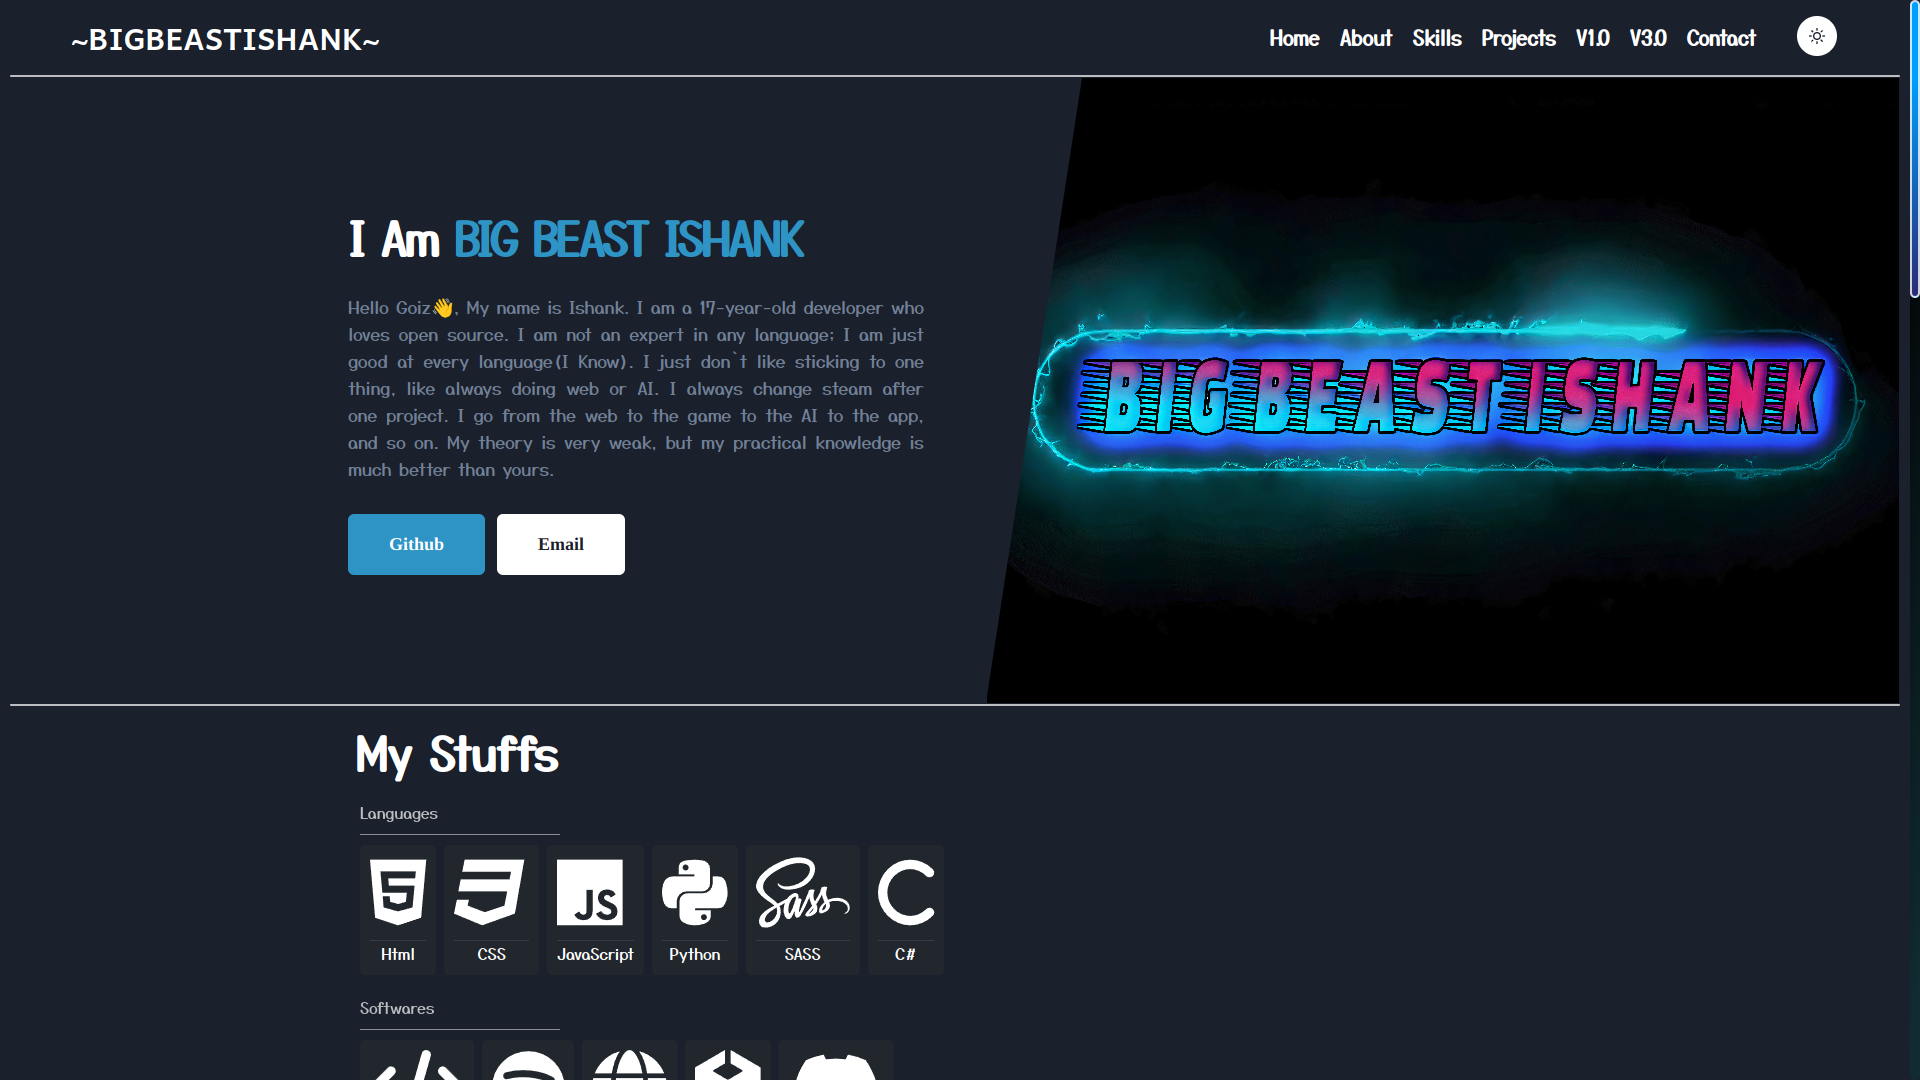 ~BIGBEASTISHANK~
Home About Skills Projects V1.0 V3.0 Contact
I Am BIG BEAST ISHANK
Hello Goiz👋, My name is Ishank. I am a 17-year-old developer who
loves open source. I am not an expert in any language; I am just
good at every language(I Know). I just don`t like sticking to one
thing, like always doing web or AI. I always change steam after
one project. I go from the web to the game to the AI to the app,
and so on. My theory is very weak, but my practical knowledge is
much better than yours.
Github Email
BIG BEAST ISHANK
My Stuffs
Languages
JS Sass
Html CSS JavaScript Python SASS C#
Softwares